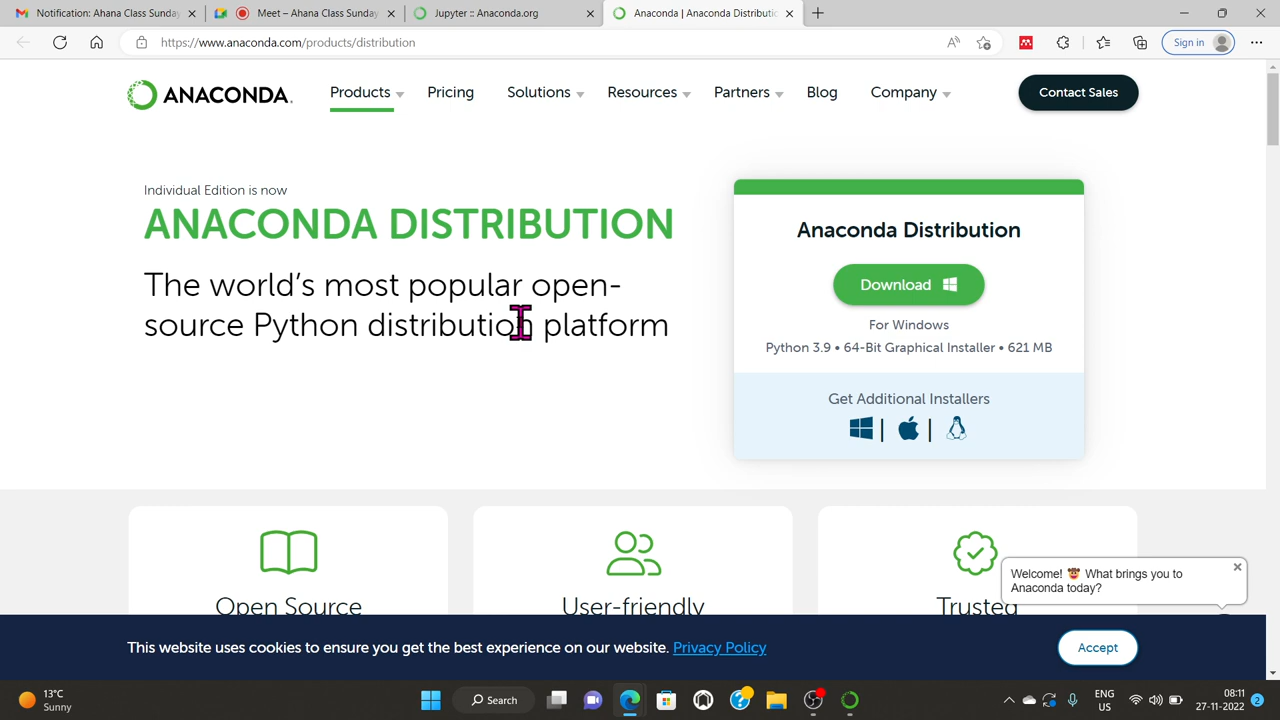 Notification: Ahana Class Sunday
Meet – Ahana Class Sunday
Jupyter :: Anaconda.org
Anaconda | Anaconda Distributio
https://www.anaconda.com/products/distribution
Sign in
ANACONDA.
Products
Pricing
Solutions
Resources
Partners
Blog
Company
Contact Sales
Individual Edition is now
ANACONDA DISTRIBUTION
The world's most popular open-
source Python distribution platform
Anaconda Distribution
Download
For Windows
Python 3.9 • 64-Bit Graphical Installer • 621 MB
Get Additional Installers
Open Source
User-friendly
Trusted
Welcome! 🤠 What brings you to
Anaconda today?
This website uses cookies to ensure you get the best experience on our website. Privacy Policy
Accept
13°C
Sunny
Search
ENG
US
08:11
27-11-2022
2